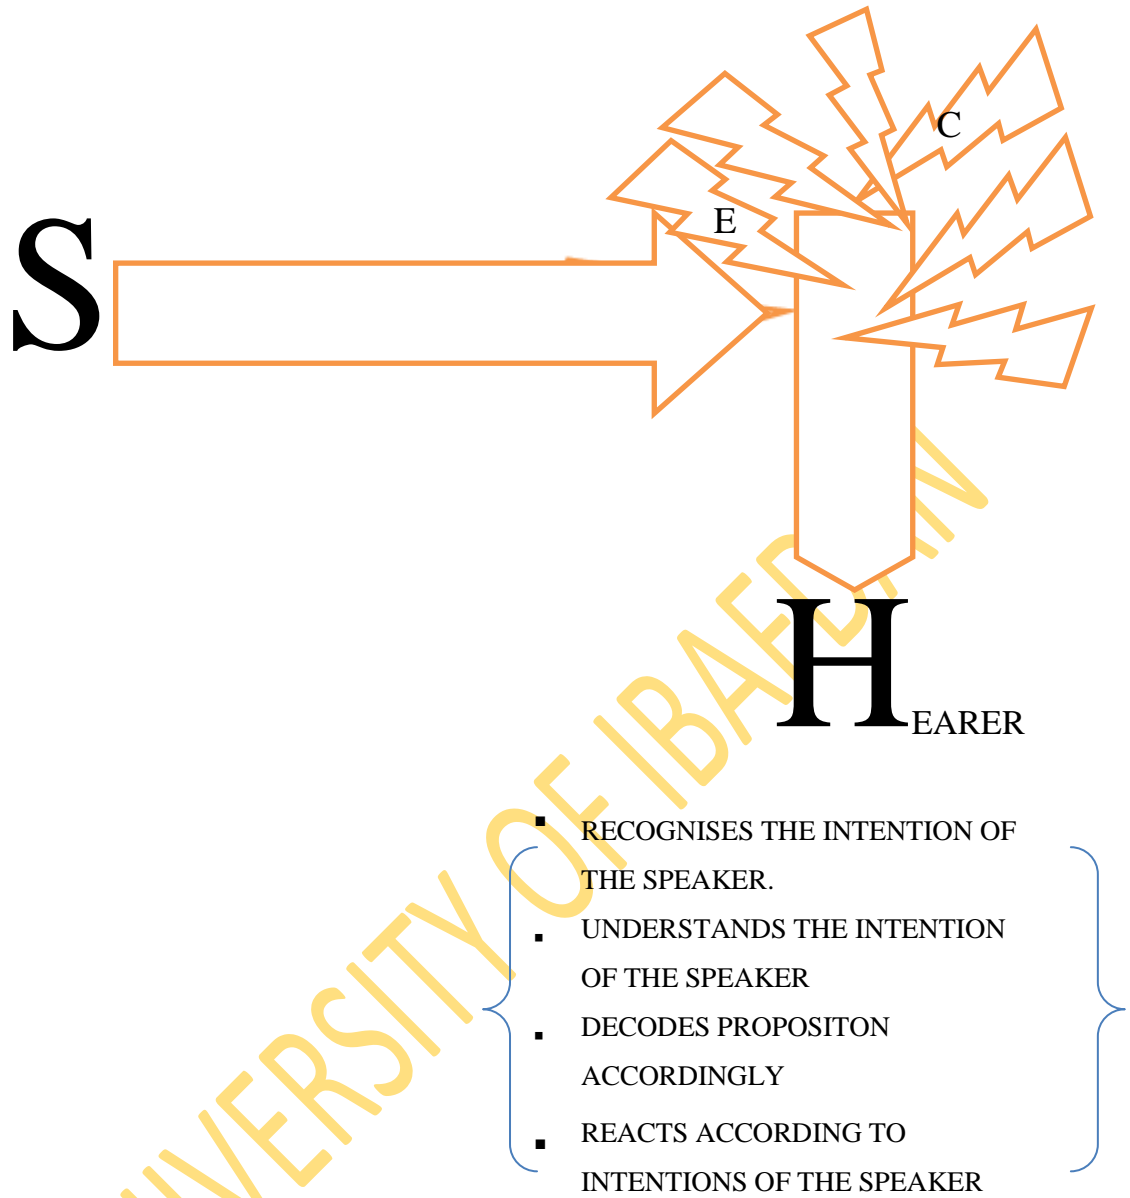 C
E
S
HEARER
▪ RECOGNISES THE INTENTION OF
THE SPEAKER.
▪ UNDERSTANDS THE INTENTION
OF THE SPEAKER
▪ DECODES PROPOSITON
ACCORDINGLY
▪ REACTS ACCORDING TO
INTENTIONS OF THE SPEAKER
UNIVERSITY OF IBADAN